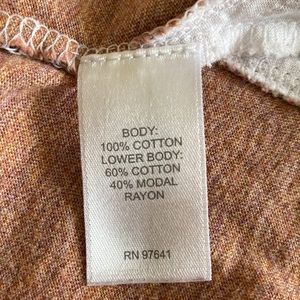 BODY:
100% COTTON
LOWER BODY:
60% COTTON
40% MODAL
RAYON
RN 97641